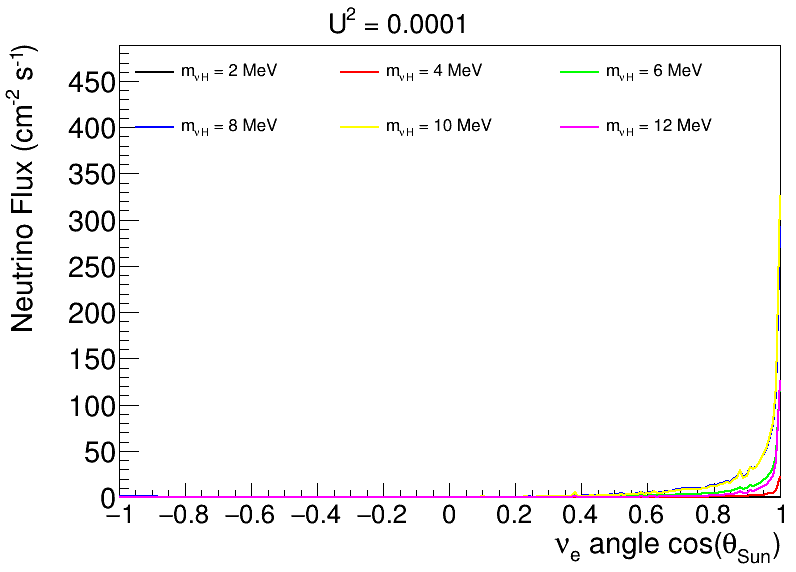 U² = 0.0001
Neutrino Flux (cm⁻² s⁻¹)
m_νH = 2 MeV m_νH = 4 MeV m_νH = 6 MeV
m_νH = 8 MeV m_νH = 10 MeV m_νH = 12 MeV
450
400
350
300
250
200
150
100
50
0
−1 −0.8 −0.6 −0.4 −0.2 0 0.2 0.4 0.6 0.8 1
ν_e angle cos(θ_Sun)